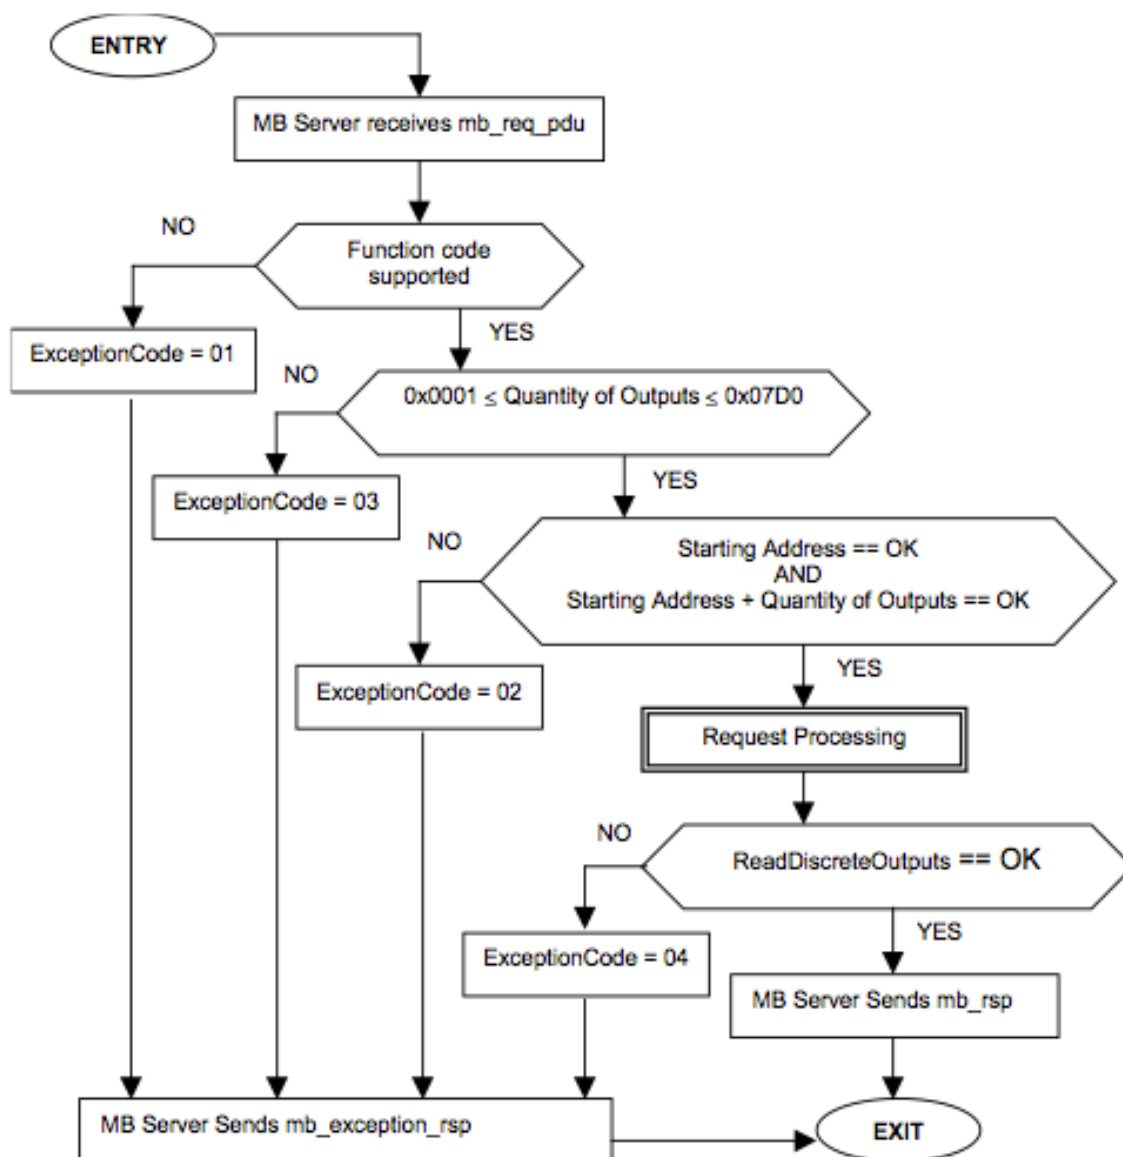 ENTRY
MB Server receives mb_req_pdu
NO
Function code
supported
YES
ExceptionCode = 01
NO
0x0001 ≤ Quantity of Outputs ≤ 0x07D0
YES
ExceptionCode = 03
NO
Starting Address == OK
AND
Starting Address + Quantity of Outputs == OK
YES
ExceptionCode = 02
Request Processing
NO
ReadDiscreteOutputs == OK
YES
ExceptionCode = 04
MB Server Sends mb_rsp
MB Server Sends mb_exception_rsp
EXIT